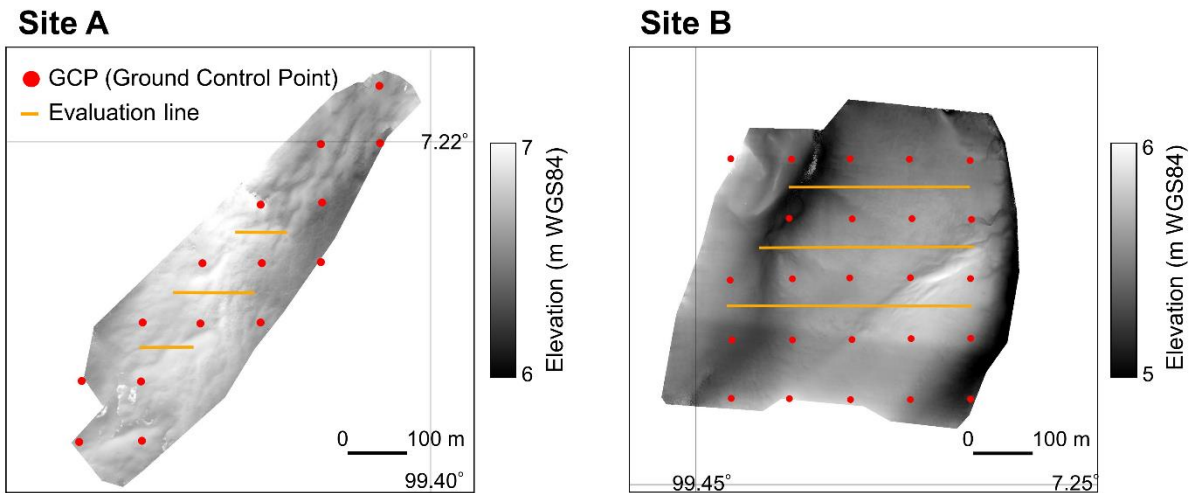 Site A
GCP (Ground Control Point)
Evaluation line
7.22°
7
6
Elevation (m WGS84)
0 100 m
99.40°
Site B
6
5
Elevation (m WGS84)
0 100 m
99.45°
7.25°